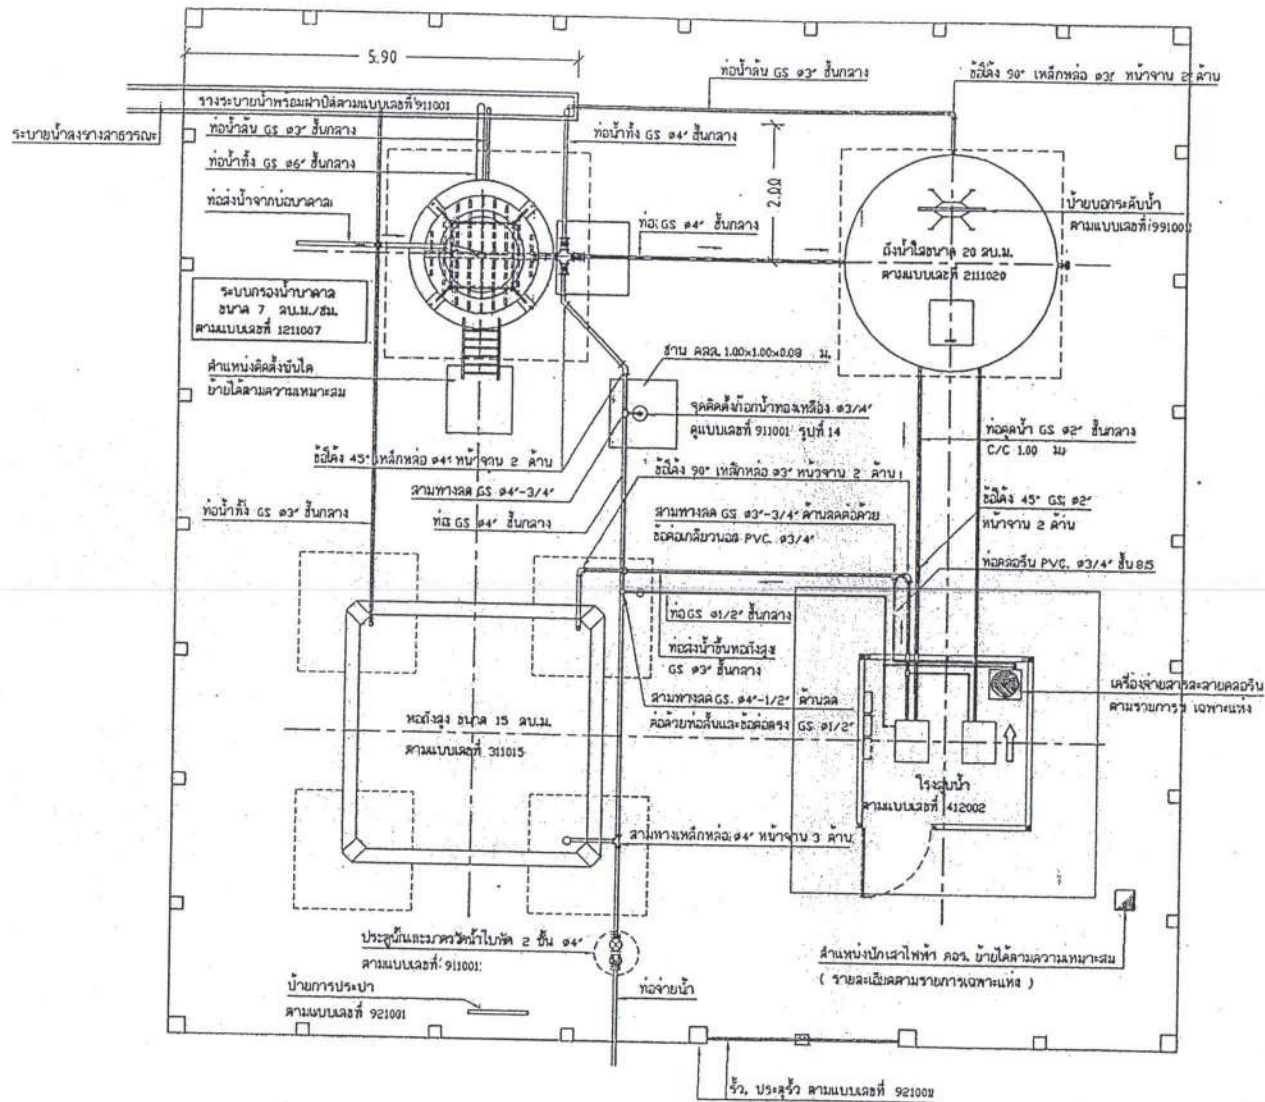 5.90
ท่อน้ำล้น GS ø3" ชั้นกลาง
ข้อโค้ง 90° เหล็กหล่อ ø3" หน้าจาน 2 ด้าน
รางระบายน้ำพร้อมฝาปิดตามแบบเลขที่ 911001
ระบายน้ำลงรางสาธารณะ
ท่อน้ำล้น GS ø3" ชั้นกลาง
ท่อน้ำทิ้ง GS ø4" ชั้นกลาง
ท่อน้ำทิ้ง GS ø6" ชั้นกลาง
2.00
ท่อส่งน้ำจากบ่อบาดาล
ท่อ GS ø4" ชั้นกลาง
ป้ายบอกระดับน้ำ
ตามแบบเลขที่ 991001
ถังน้ำใสขนาด 20 ลบ.ม.
ตามแบบเลขที่ 2111020
ระบบกรองน้ำบาดาล
ขนาด 7 ลบ.ม./ชม.
ตามแบบเลขที่ 1211007
ชาน คสล. 1.00x1.00x0.08 ม.
ตำแหน่งติดตั้งบันได
ย้ายได้ตามความเหมาะสม
จุดติดตั้งก๊อกน้ำทองเหลือง ø3/4"
ดูแบบเลขที่ 911001 รูปที่ 14
ท่อดูดน้ำ GS ø2" ชั้นกลาง
C/C 1.00 ม.
ข้อโค้ง 45° เหล็กหล่อ ø4" หน้าจาน 2 ด้าน
ข้อโค้ง 90° เหล็กหล่อ ø3" หน้าจาน 2 ด้าน
สามทางลด GS ø4"-3/4"
ข้อโค้ง 45° GS ø2"
หน้าจาน 2 ด้าน
ท่อน้ำทิ้ง GS ø3" ชั้นกลาง
ท่อ GS ø4" ชั้นกลาง
สามทางลด GS ø3"-3/4" ด้านลดต่อด้วย
ข้อต่อเกลียวนอก PVC. ø3/4"
ท่อคลอรีน PVC. ø3/4" ชั้น 8.5
ท่อ GS ø1/2" ชั้นกลาง
ท่อส่งน้ำขึ้นหอถังสูง
GS ø3" ชั้นกลาง
เครื่องจ่ายสารละลายคลอรีน
ตามรายการฯ เฉพาะแห่ง
สามทางลด GS. ø4"-1/2" ด้านลด
ต่อด้วยท่อสั้นและข้อต่อตรง GS ø1/2"
หอถังสูง ขนาด 15 ลบ.ม.
ตามแบบเลขที่ 311015
โรงสูบน้ำ
ตามแบบเลขที่ 412002
สามทางเหล็กหล่อ ø4" หน้าจาน 3 ด้าน
ประตูน้ำและมาตรวัดน้ำใบพัด 2 ชั้น ø4"
ตามแบบเลขที่ 911001
ตำแหน่งปักเสาไฟฟ้า คอร. ย้ายได้ตามความเหมาะสม
( รายละเอียดตามรายการเฉพาะแห่ง )
ป้ายการประปา
ตามแบบเลขที่ 921001
ท่อจ่ายน้ำ
รั้ว, ประตูรั้ว ตามแบบเลขที่ 921001